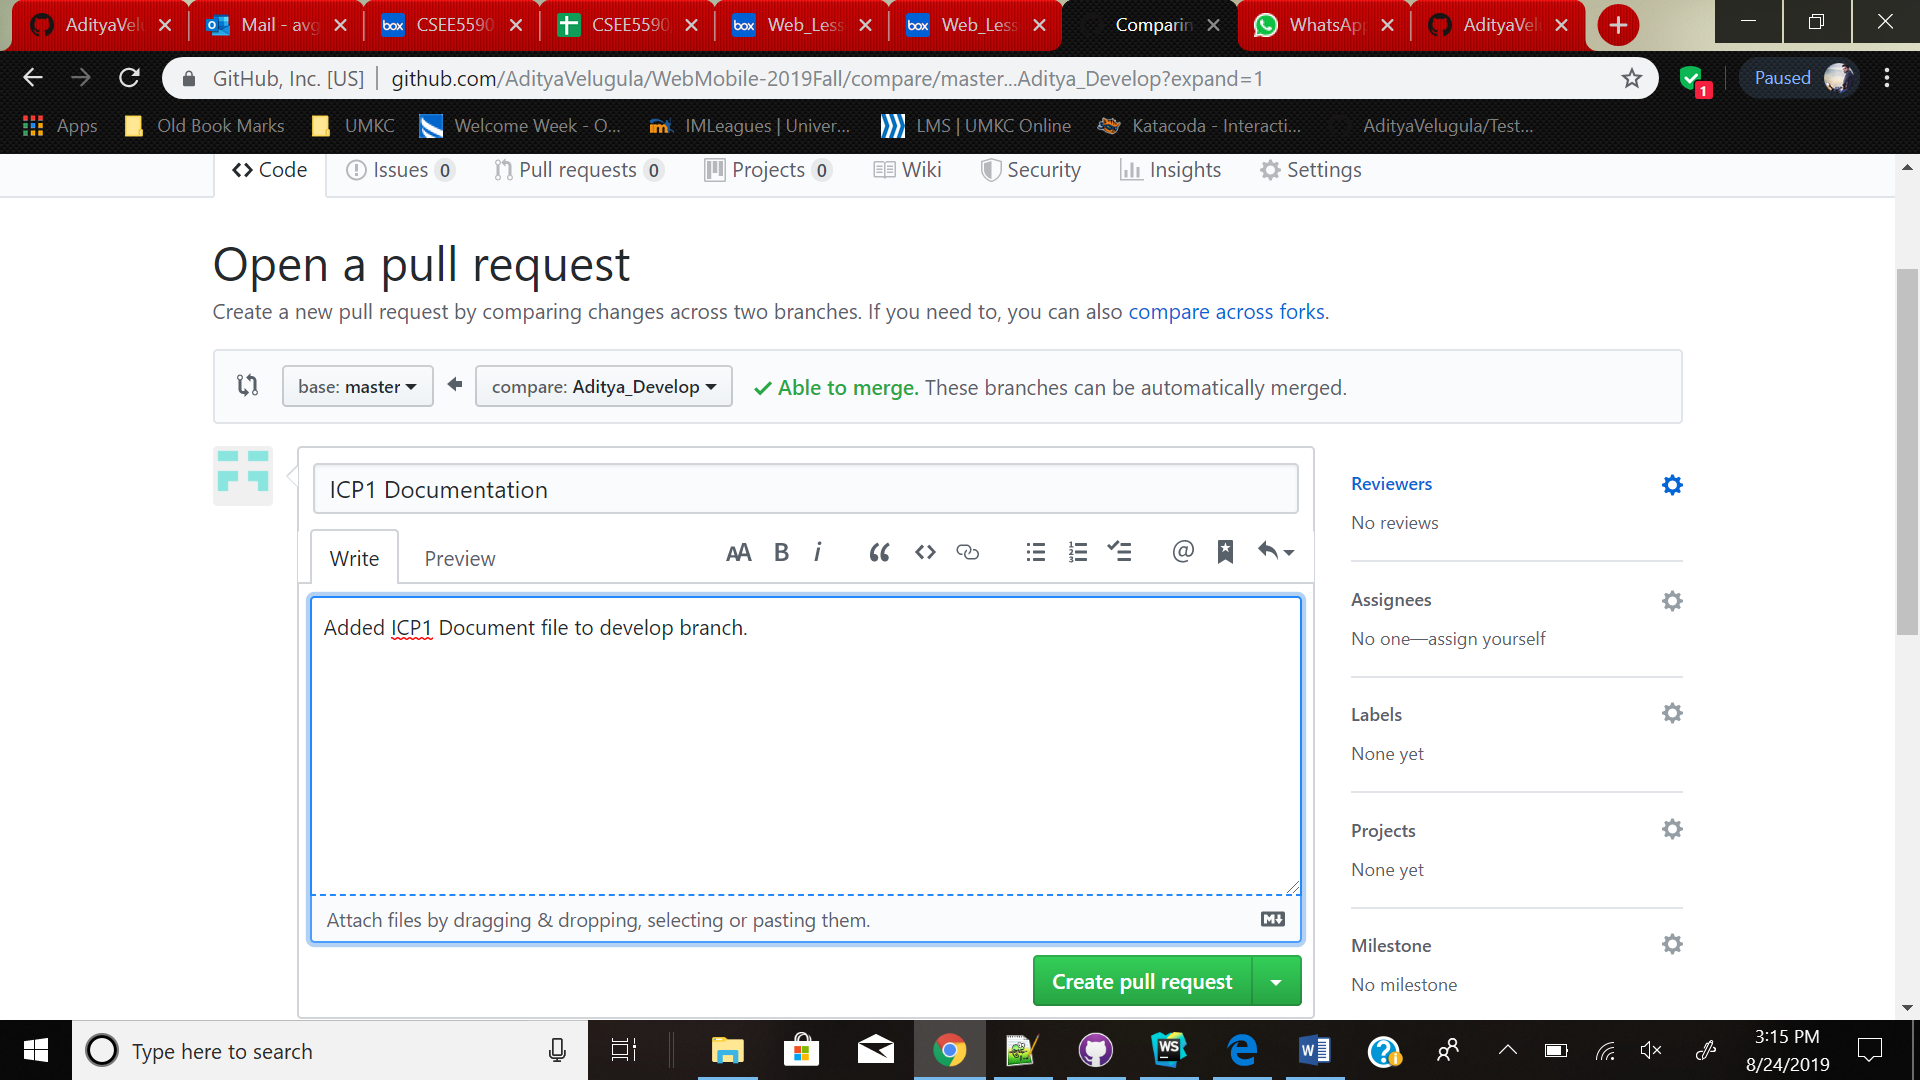 AdityaVel
Mail - avg
CSEE5590
CSEE5590
Web_Less
Web_Less
Comparin
WhatsApp
AdityaVel
GitHub, Inc. [US] | github.com/AdityaVelugula/WebMobile-2019Fall/compare/master...Aditya_Develop?expand=1
1
Paused
Apps
Old Book Marks
UMKC
Welcome Week - O...
IMLeagues | Univer...
LMS | UMKC Online
Katacoda - Interacti...
AdityaVelugula/Test...
Code
Issues 0
Pull requests 0
Projects 0
Wiki
Security
Insights
Settings
Open a pull request
Create a new pull request by comparing changes across two branches. If you need to, you can also compare across forks.
base: master
compare: Aditya_Develop
Able to merge. These branches can be automatically merged.
ICP1 Documentation
Write
Preview
Added ICP1 Document file to develop branch.
Attach files by dragging & dropping, selecting or pasting them.
Create pull request
Reviewers
No reviews
Assignees
No one—assign yourself
Labels
None yet
Projects
None yet
Milestone
No milestone
Type here to search
3:15 PM
8/24/2019